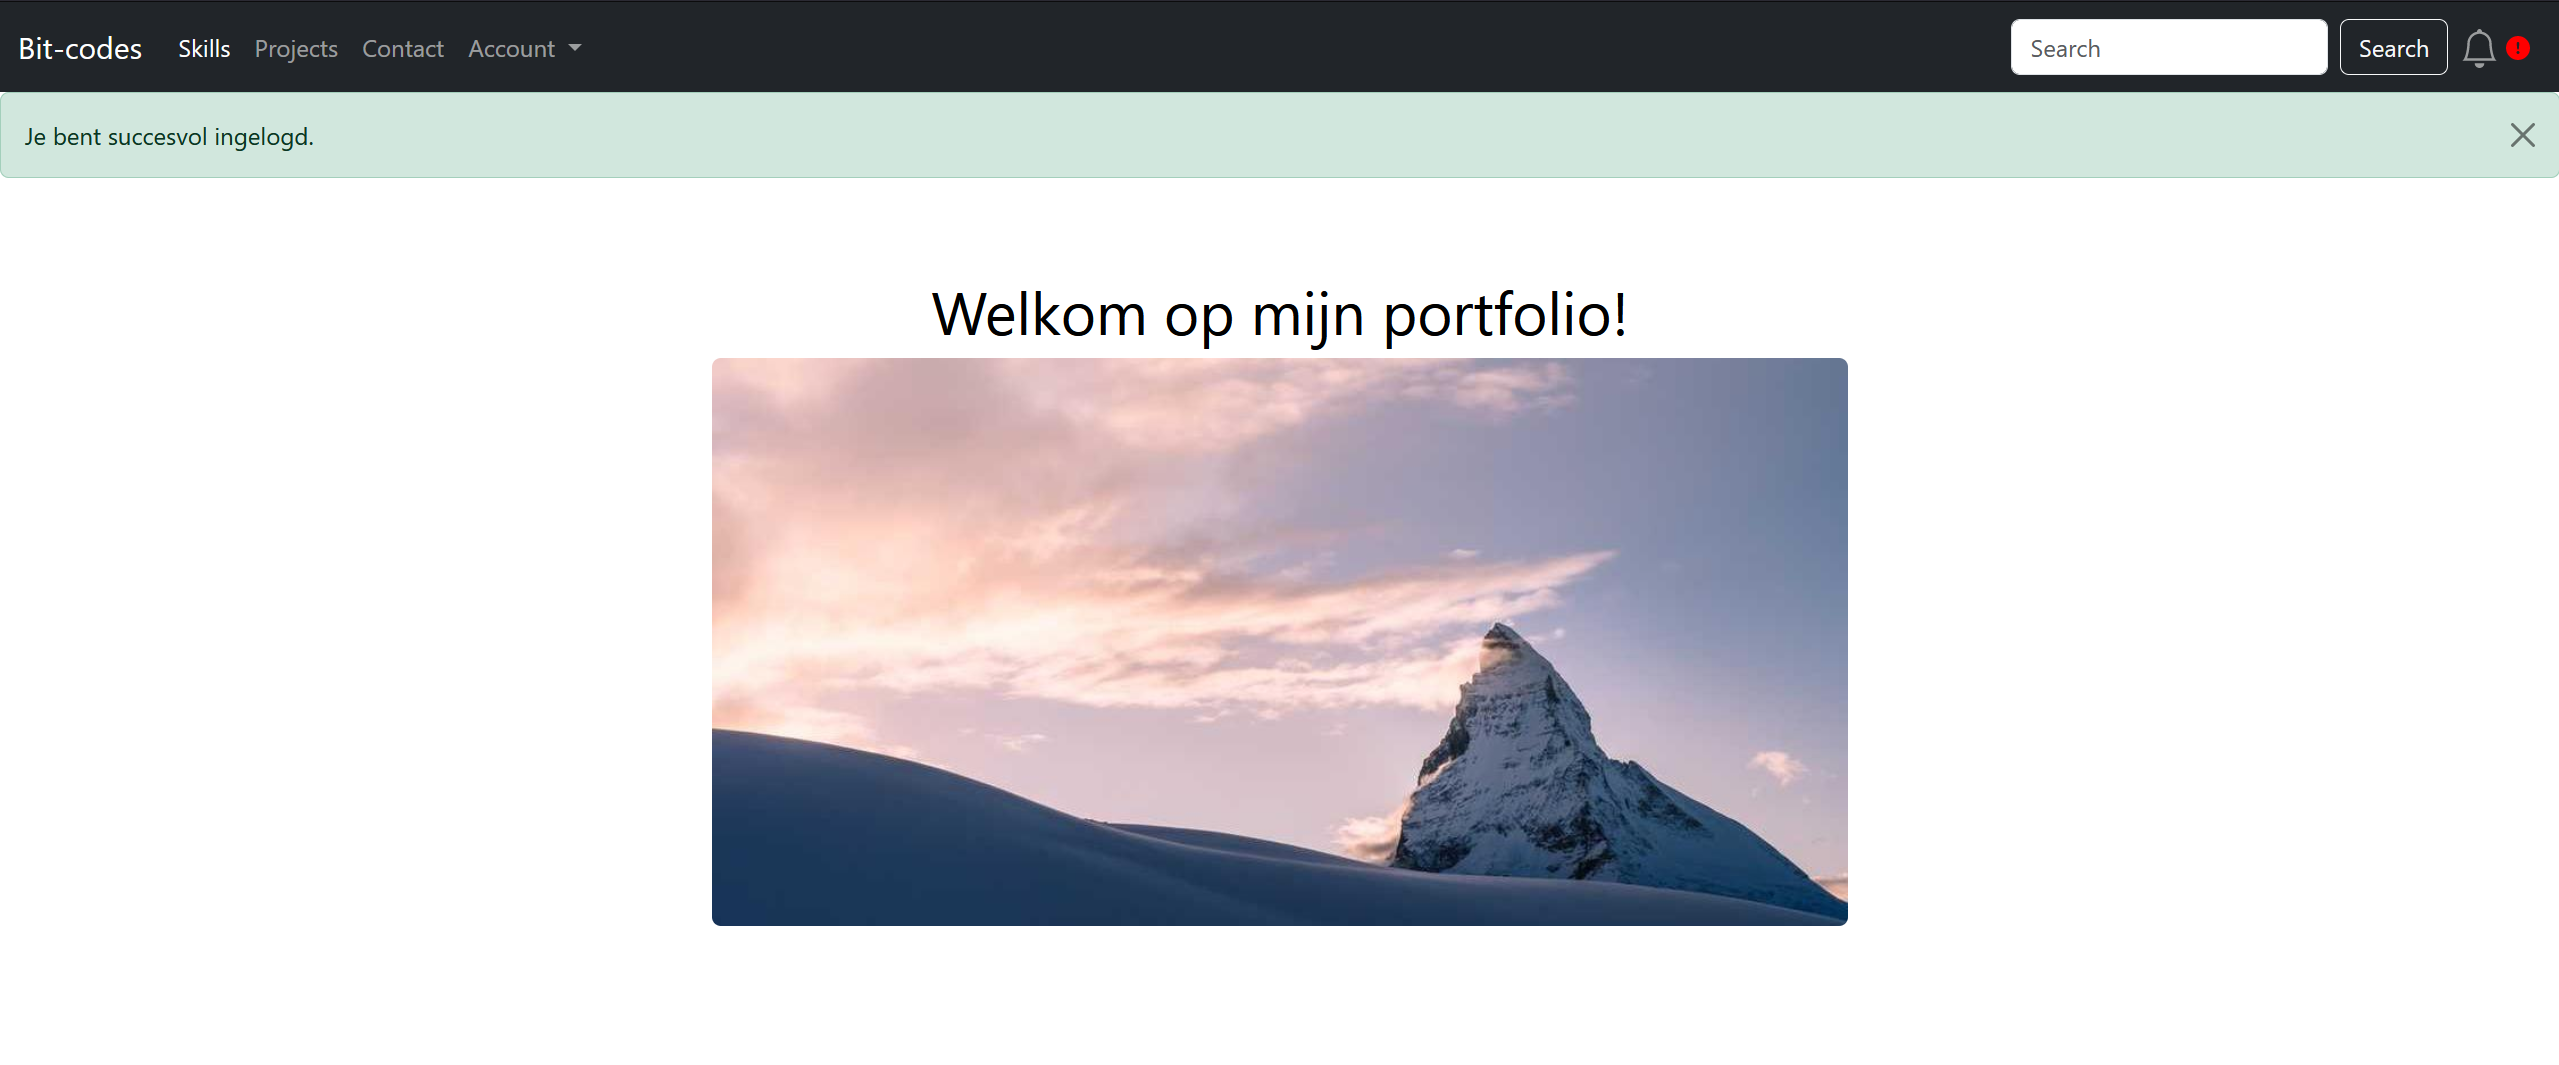 Bit-codes Skills Projects Contact Account Search Search !
Je bent succesvol ingelogd.
Welkom op mijn portfolio!